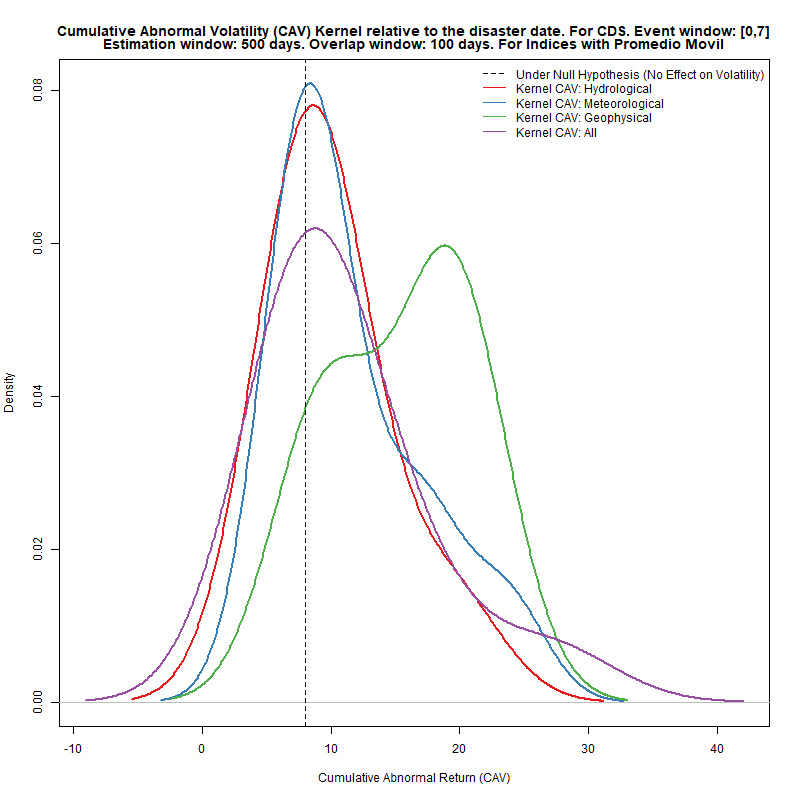 Cumulative Abnormal Volatility (CAV) Kernel relative to the disaster date. For CDS. Event window: [0,7]
Estimation window: 500 days. Overlap window: 100 days. For Indices with Promedio Movil
Under Null Hypothesis (No Effect on Volatility)
Kernel CAV: Hydrological
Kernel CAV: Meteorological
Kernel CAV: Geophysical
Kernel CAV: All
Density
0.08
0.06
0.04
0.02
0.00
-10 0 10 20 30 40
Cumulative Abnormal Return (CAV)